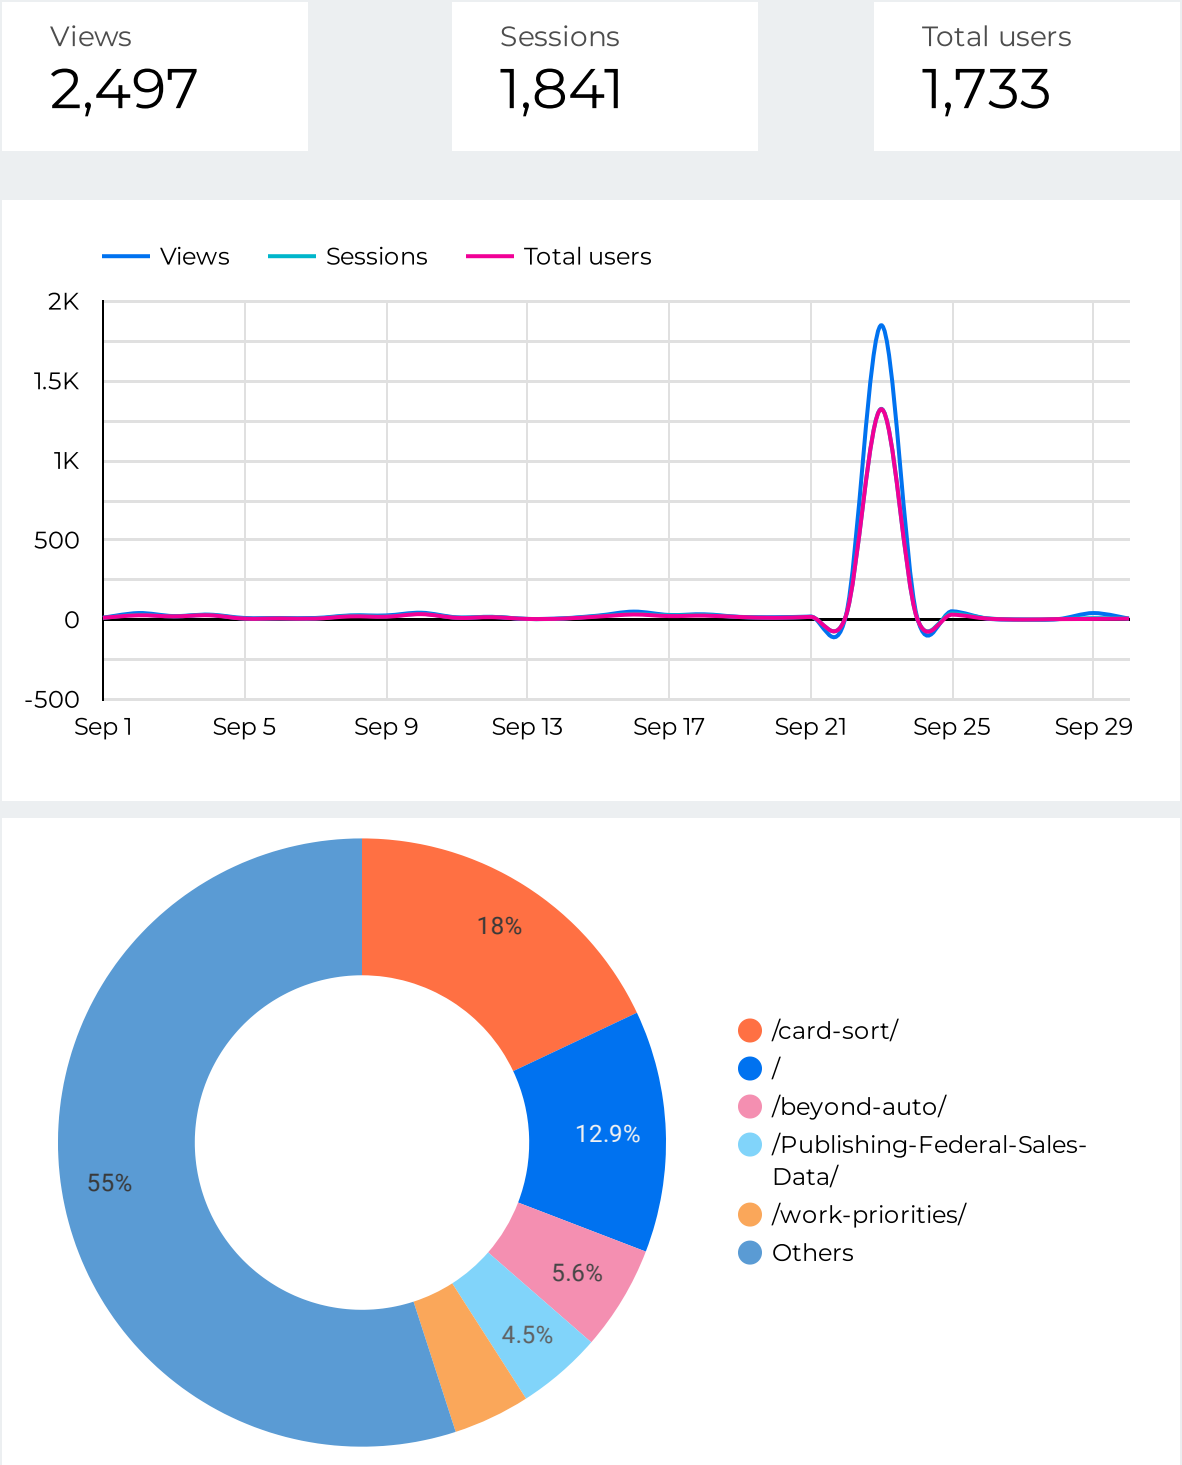 Views
2,497
Sessions
1,841
Total users
1,733
Views Sessions Total users
2K
1.5K
1K
500
0
-500
Sep 1 Sep 5 Sep 9 Sep 13 Sep 17 Sep 21 Sep 25 Sep 29
18%
12.9%
5.6%
4.5%
55%
/card-sort/
/
/beyond-auto/
/Publishing-Federal-Sales-
Data/
/work-priorities/
Others